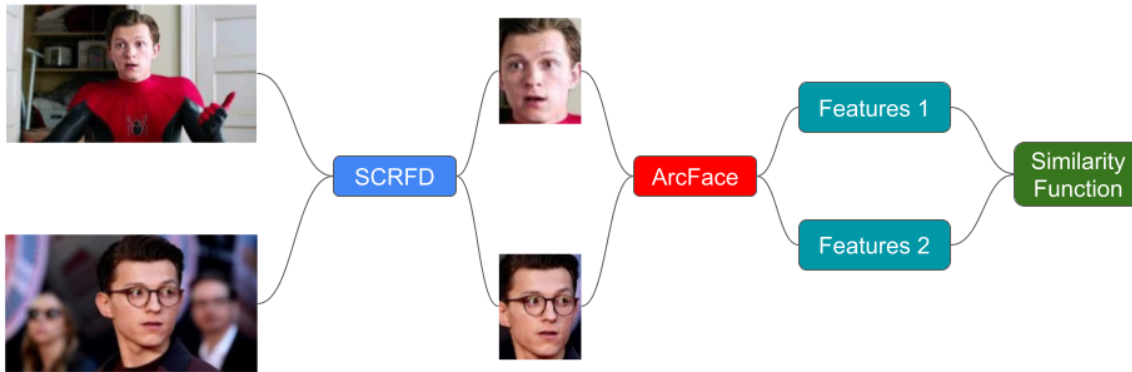 SCRFD
ArcFace
Features 1
Features 2
Similarity
Function